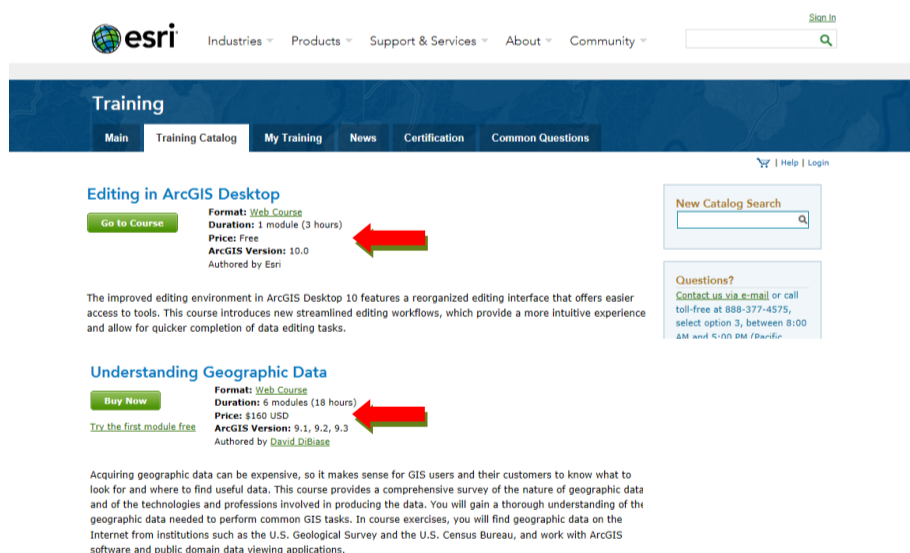 Sign In
esri
Industries Products Support & Services About Community
Training
Main Training Catalog My Training News Certification Common Questions
| Help | Login
Editing in ArcGIS Desktop
Go to Course
Format: Web Course
Duration: 1 module (3 hours)
Price: Free
ArcGIS Version: 10.0
Authored by Esri
The improved editing environment in ArcGIS Desktop 10 features a reorganized editing interface that offers easier
access to tools. This course introduces new streamlined editing workflows, which provide a more intuitive experience
and allow for quicker completion of data editing tasks.
New Catalog Search
Questions?
Contact us via e-mail or call
toll-free at 888-377-4575,
select option 3, between 8:00
AM and 5:00 PM (Pacific
Understanding Geographic Data
Buy Now
Try the first module free
Format: Web Course
Duration: 6 modules (18 hours)
Price: $160 USD
ArcGIS Version: 9.1, 9.2, 9.3
Authored by David DiBiase
Acquiring geographic data can be expensive, so it makes sense for GIS users and their customers to know what to
look for and where to find useful data. This course provides a comprehensive survey of the nature of geographic data
and of the technologies and professions involved in producing the data. You will gain a thorough understanding of the
geographic data needed to perform common GIS tasks. In course exercises, you will find geographic data on the
Internet from institutions such as the U.S. Geological Survey and the U.S. Census Bureau, and work with ArcGIS
software and public domain data viewing applications.